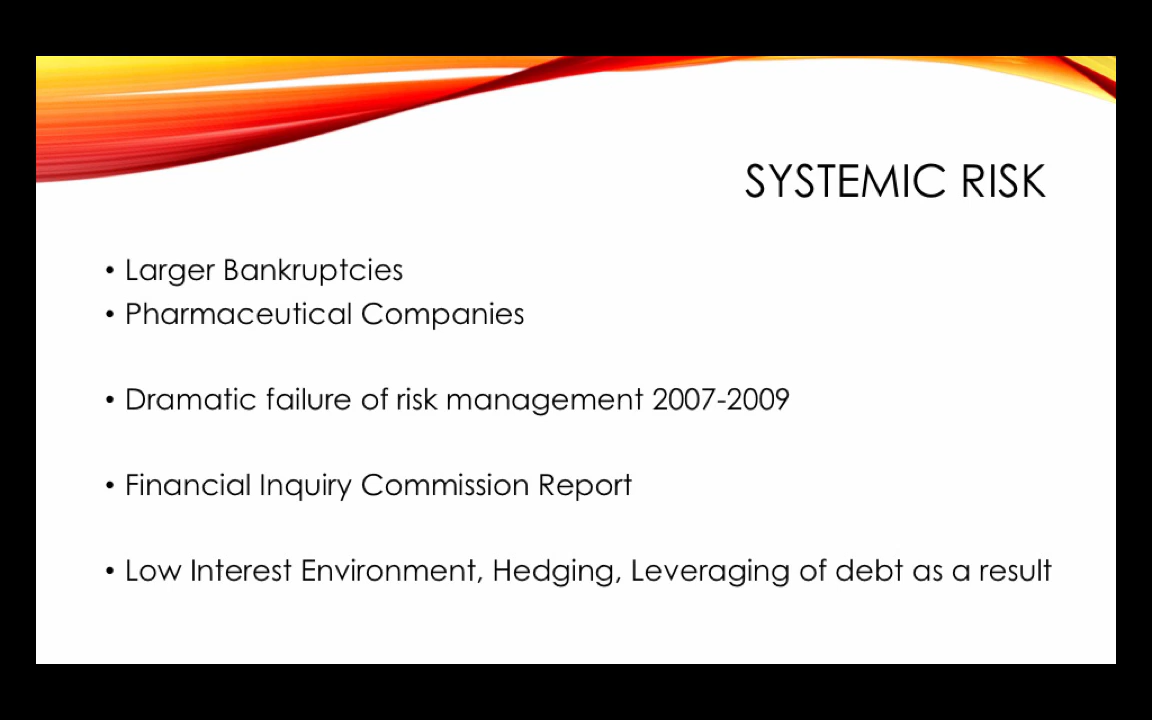 SYSTEMIC RISK
• Larger Bankruptcies
• Pharmaceutical Companies
• Dramatic failure of risk management 2007-2009
• Financial Inquiry Commission Report
• Low Interest Environment, Hedging, Leveraging of debt as a result